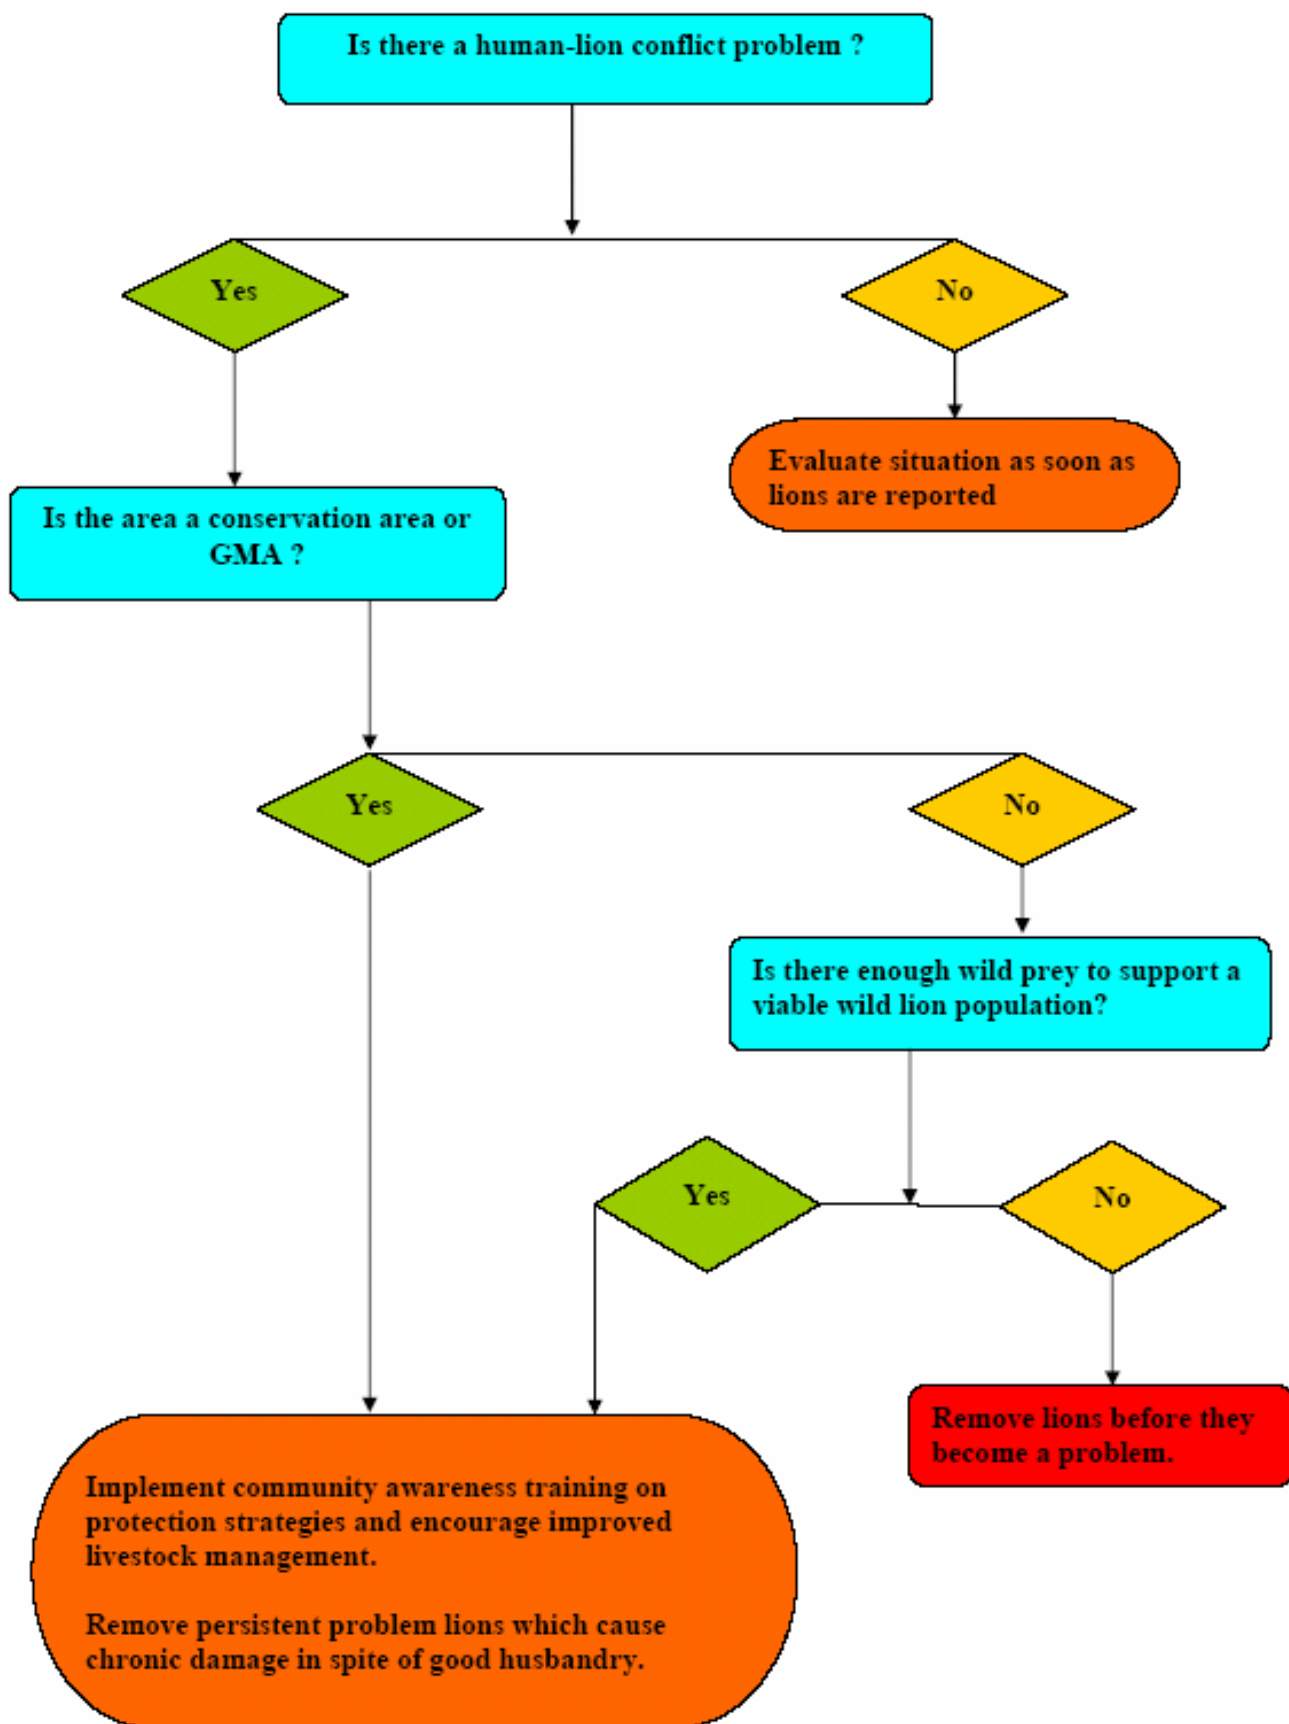 Is there a human-lion conflict problem ?
Yes
No
Evaluate situation as soon as
lions are reported
Is the area a conservation area or
GMA ?
Yes
No
Is there enough wild prey to support a
viable wild lion population?
Yes
No
Remove lions before they
become a problem.
Implement community awareness training on
protection strategies and encourage improved
livestock management.
Remove persistent problem lions which cause
chronic damage in spite of good husbandry.